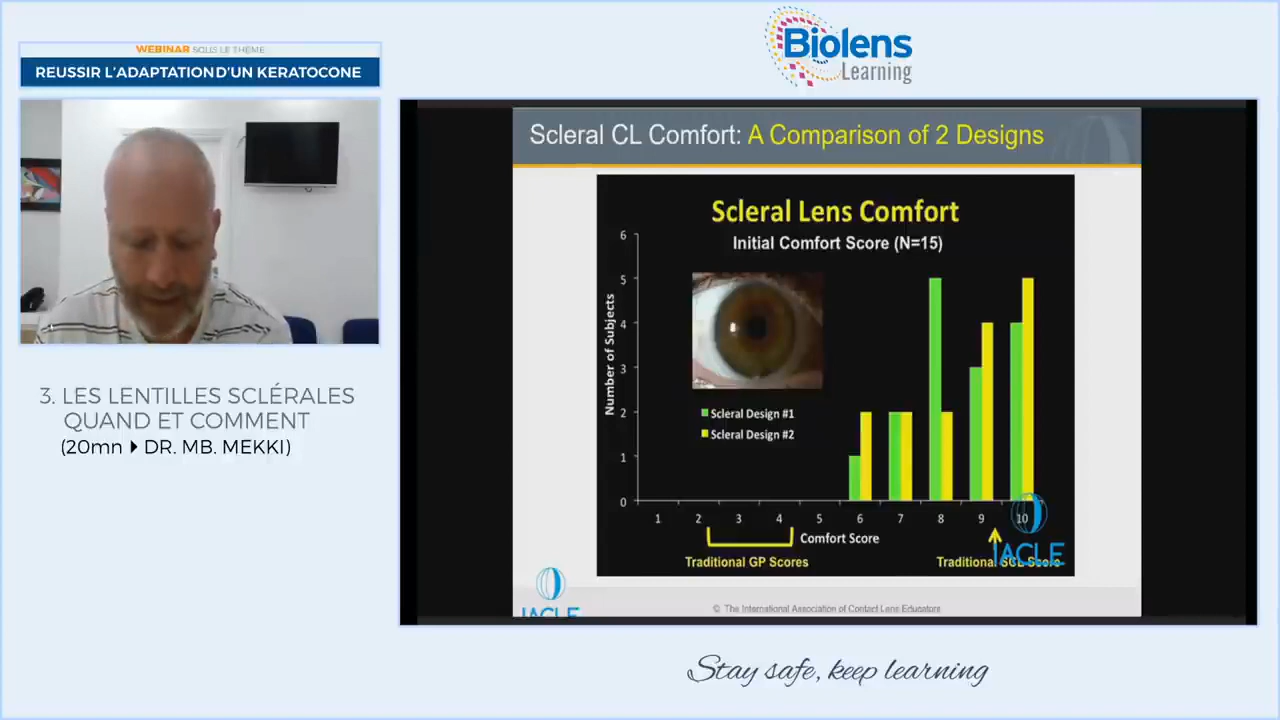 WEBINAR SOUS LE THÈME
REUSSIR L'ADAPTATION D'UN KERATOCONE
Biolens
Learning
3. LES LENTILLES SCLÉRALES
QUAND ET COMMENT
(20mn DR. MB. MEKKI)
Scleral CL Comfort: A Comparison of 2 Designs
Scleral Lens Comfort
Initial Comfort Score (N=15)
Number of Subjects
6
5
4
3
2
1
0
Scleral Design #1
Scleral Design #2
1 2 3 4 5 6 7 8 9 10
Comfort Score
Traditional GP Scores
Traditional SCL Score
IACLE
IACLE
© The International Association of Contact Lens Educators
Stay safe, keep learning